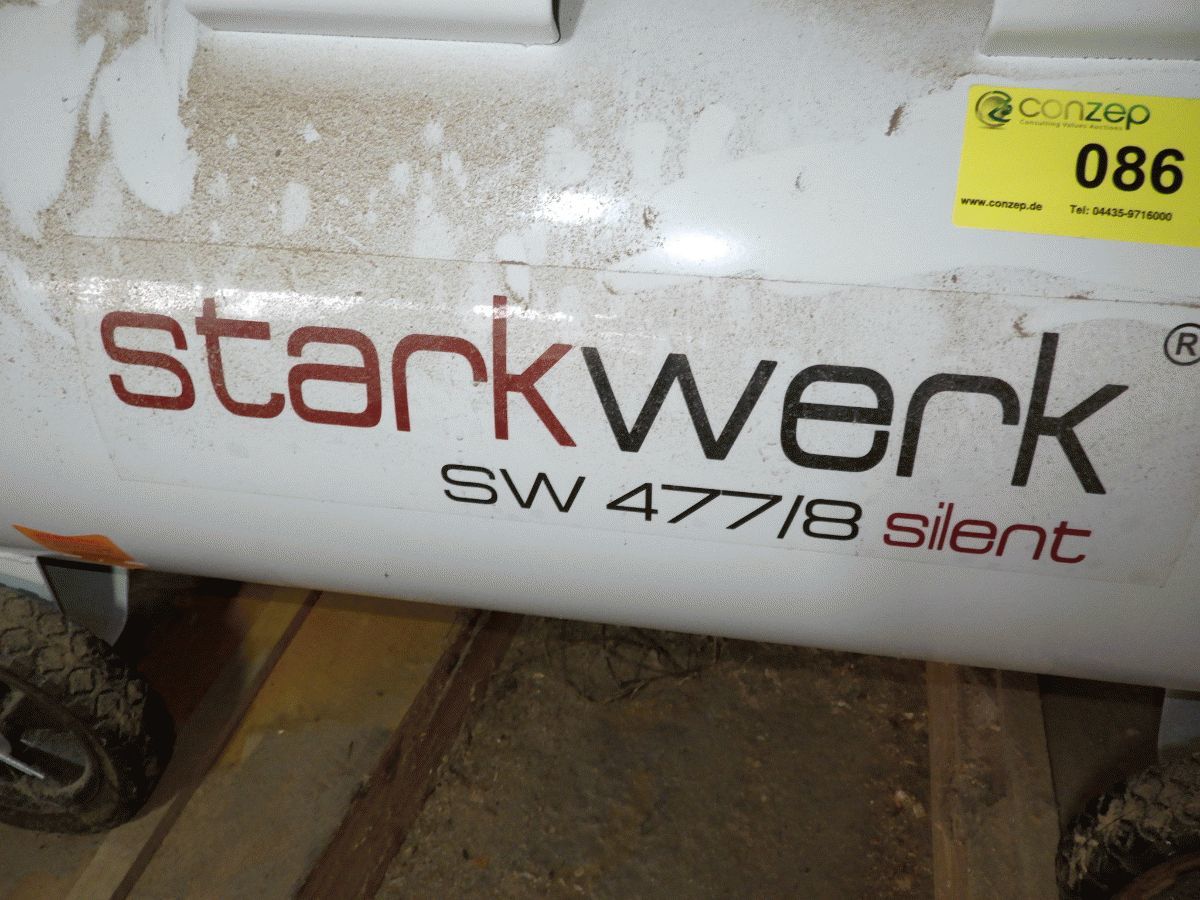 conzep
Consulting Values Auctions
086
www.conzep.de Tel: 04435-9716000
starkwerk ®
SW 477/8 silent